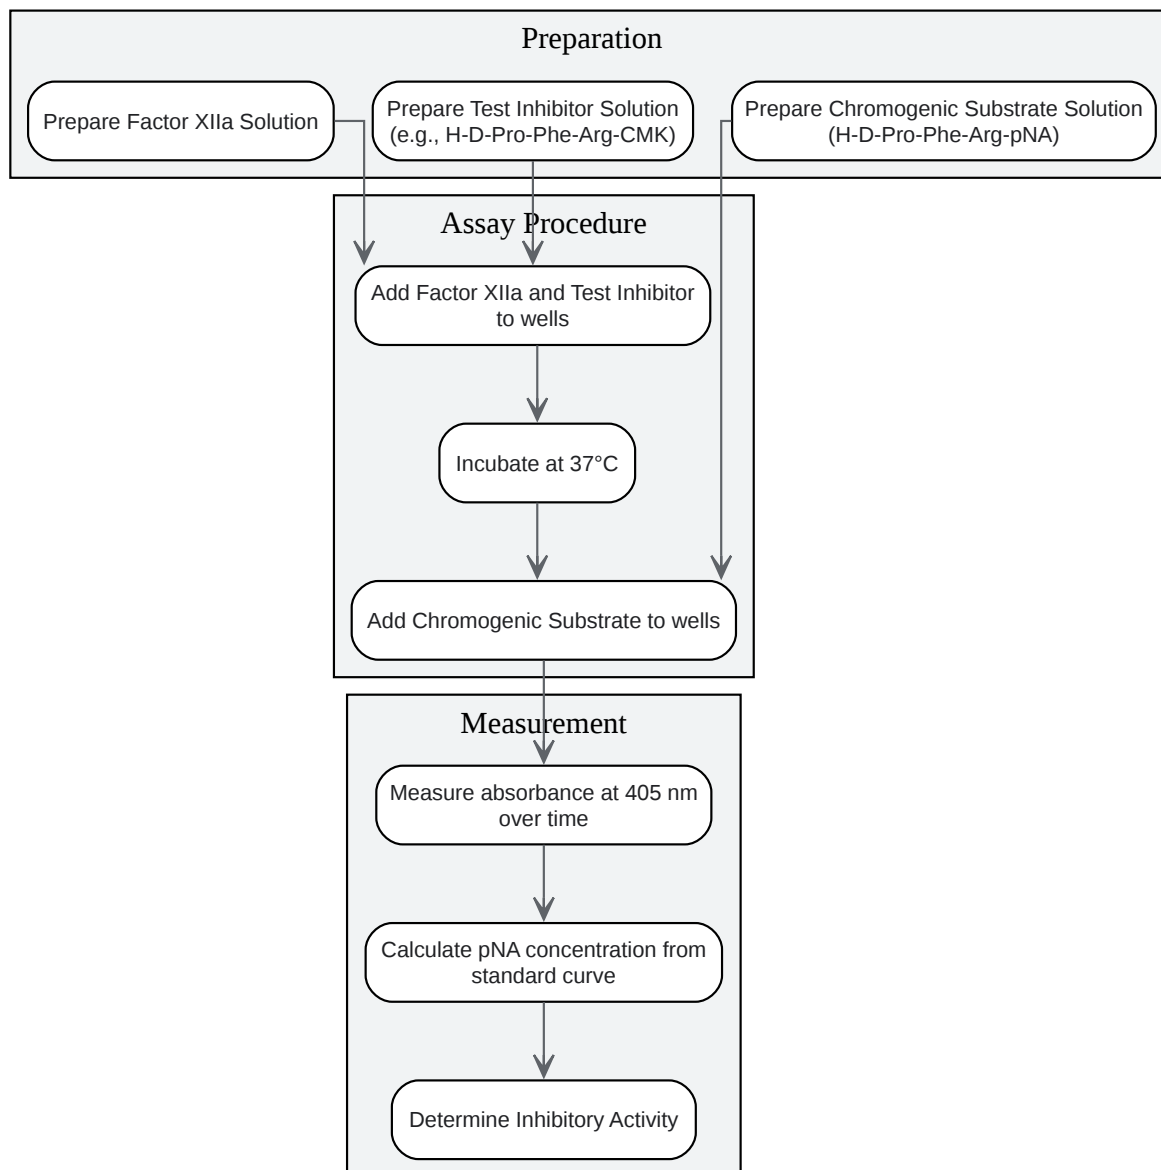 Preparation
Prepare Factor XIIa Solution
Prepare Test Inhibitor Solution
(e.g., H-D-Pro-Phe-Arg-CMK)
Prepare Chromogenic Substrate Solution
(H-D-Pro-Phe-Arg-pNA)
Assay Procedure
Add Factor XIIa and Test Inhibitor
to wells
Incubate at 37°C
Add Chromogenic Substrate to wells
Measurement
Measure absorbance at 405 nm
over time
Calculate pNA concentration from
standard curve
Determine Inhibitory Activity